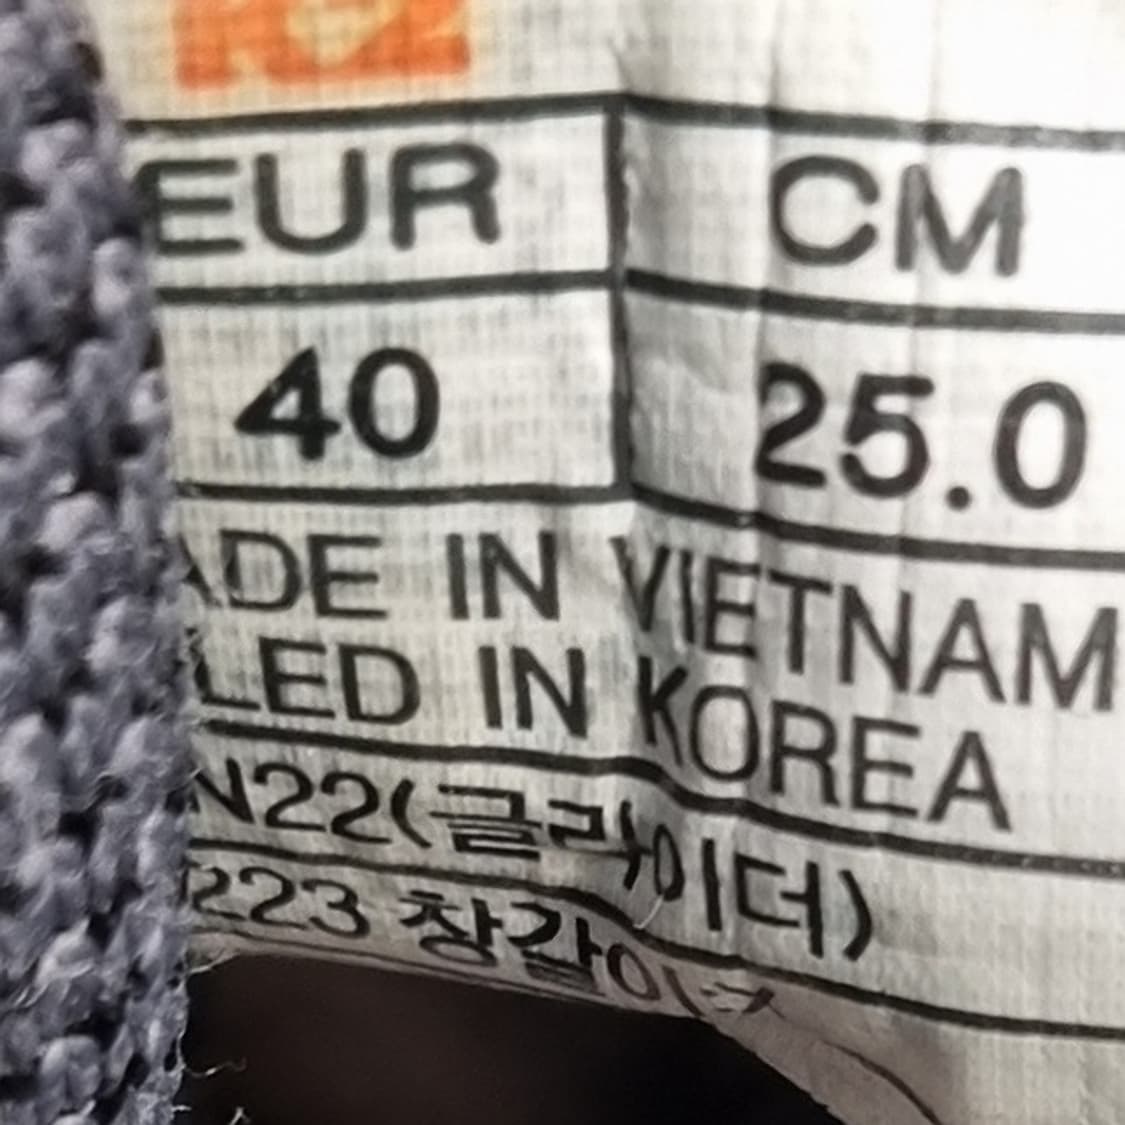 EUR CM
40 25.0
ADE IN VIETNAM
LED IN KOREA
N22(글라이더)
223 창갈이